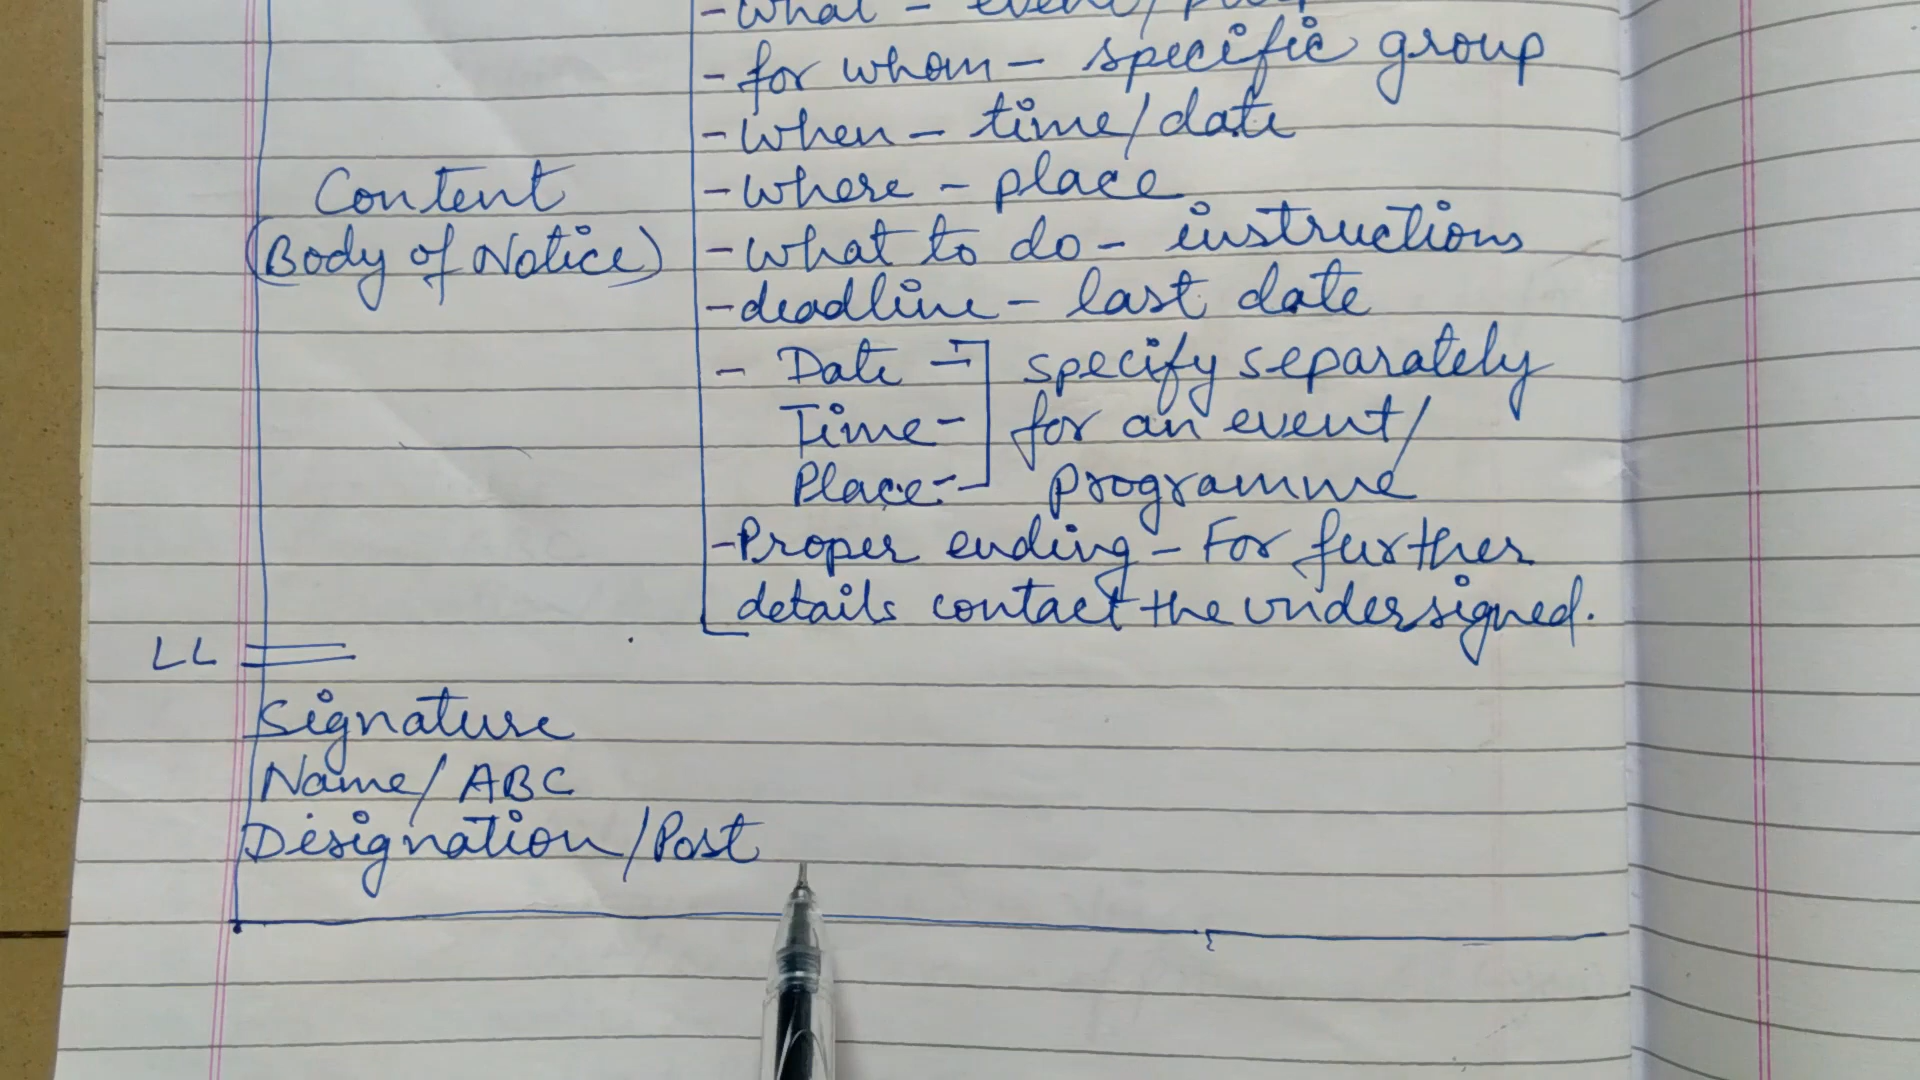 - What - event/
- for whom - specific group
- When - time/date
- Where - place
Content
(Body of Notice)
- What to do - instructions
- deadline - last date
- Date - specify separately
Time - for an event/
Place:- programme
- Proper ending - For further
details contact the undersigned.
LL
Signature
Name/ ABC
Designation/Post